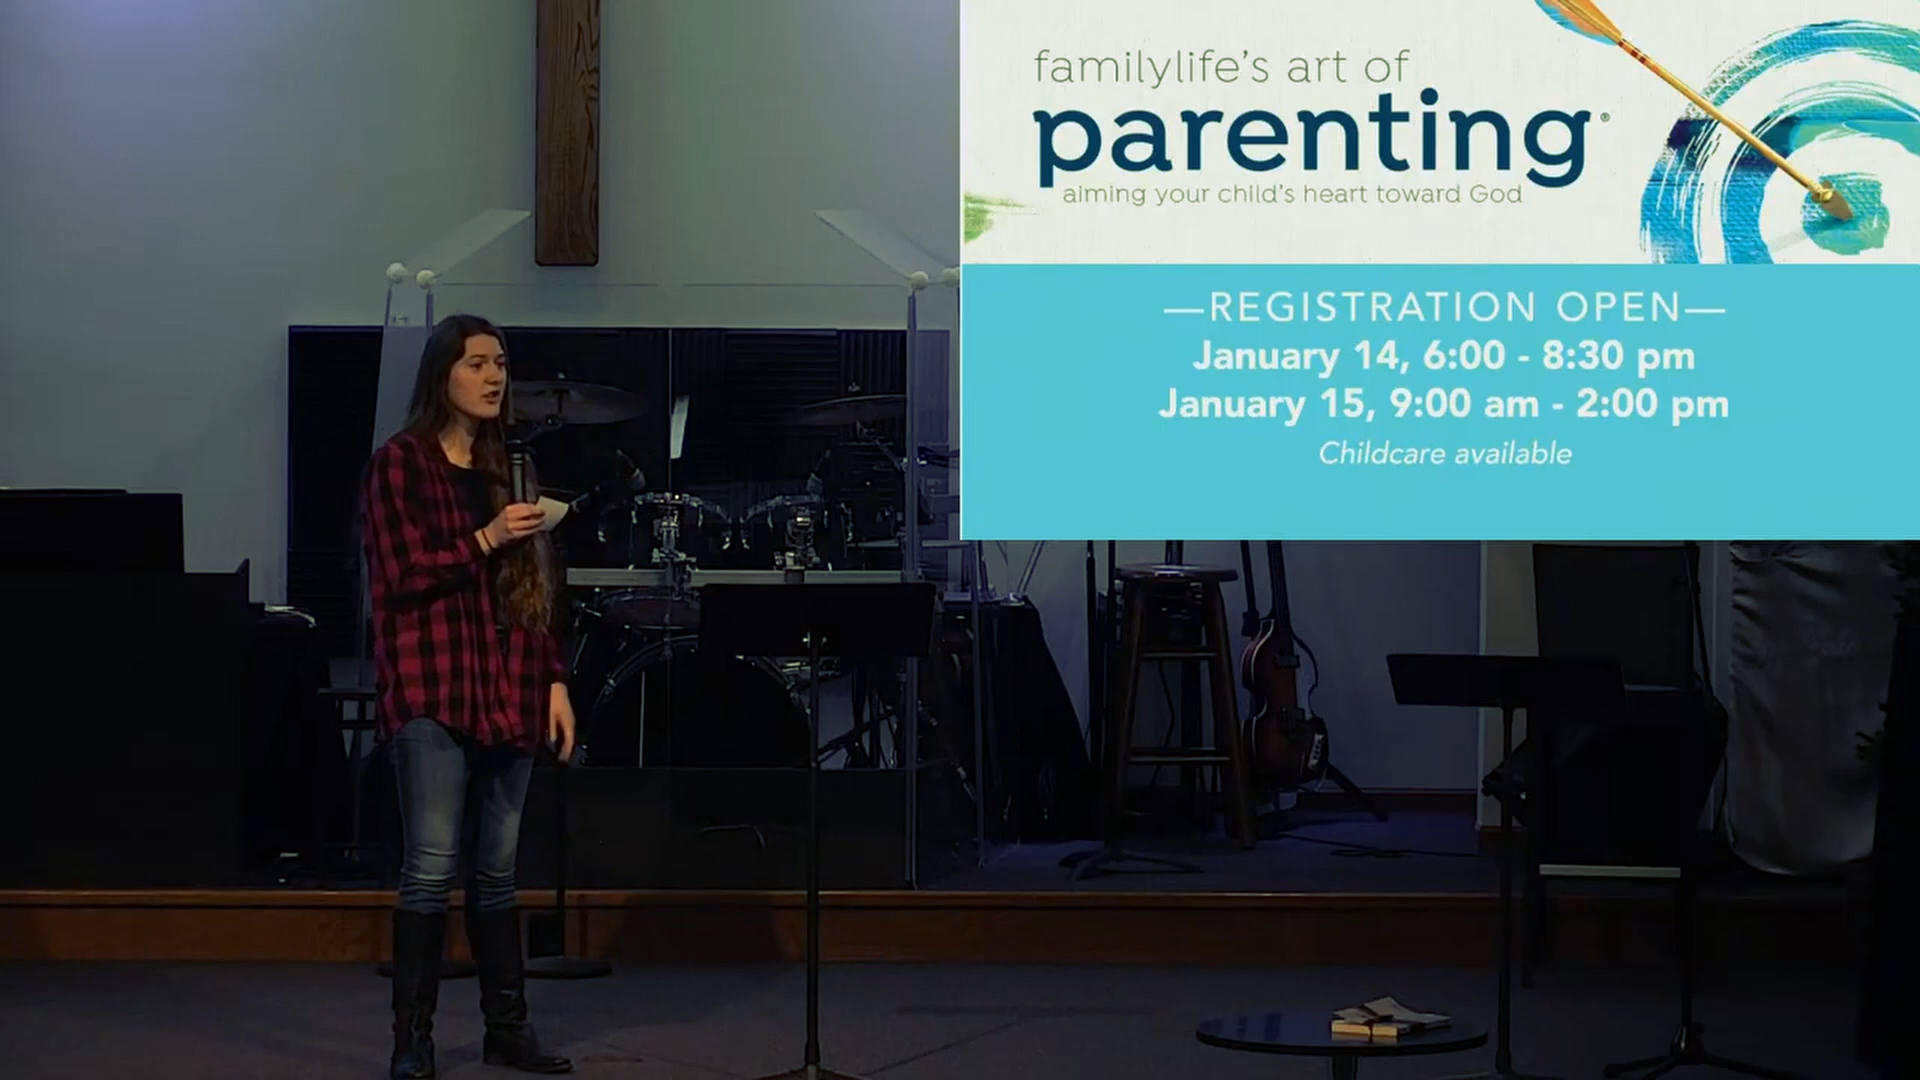 familylife's art of
parenting®
aiming your child's heart toward God
—REGISTRATION OPEN—
January 14, 6:00 - 8:30 pm
January 15, 9:00 am - 2:00 pm
Childcare available